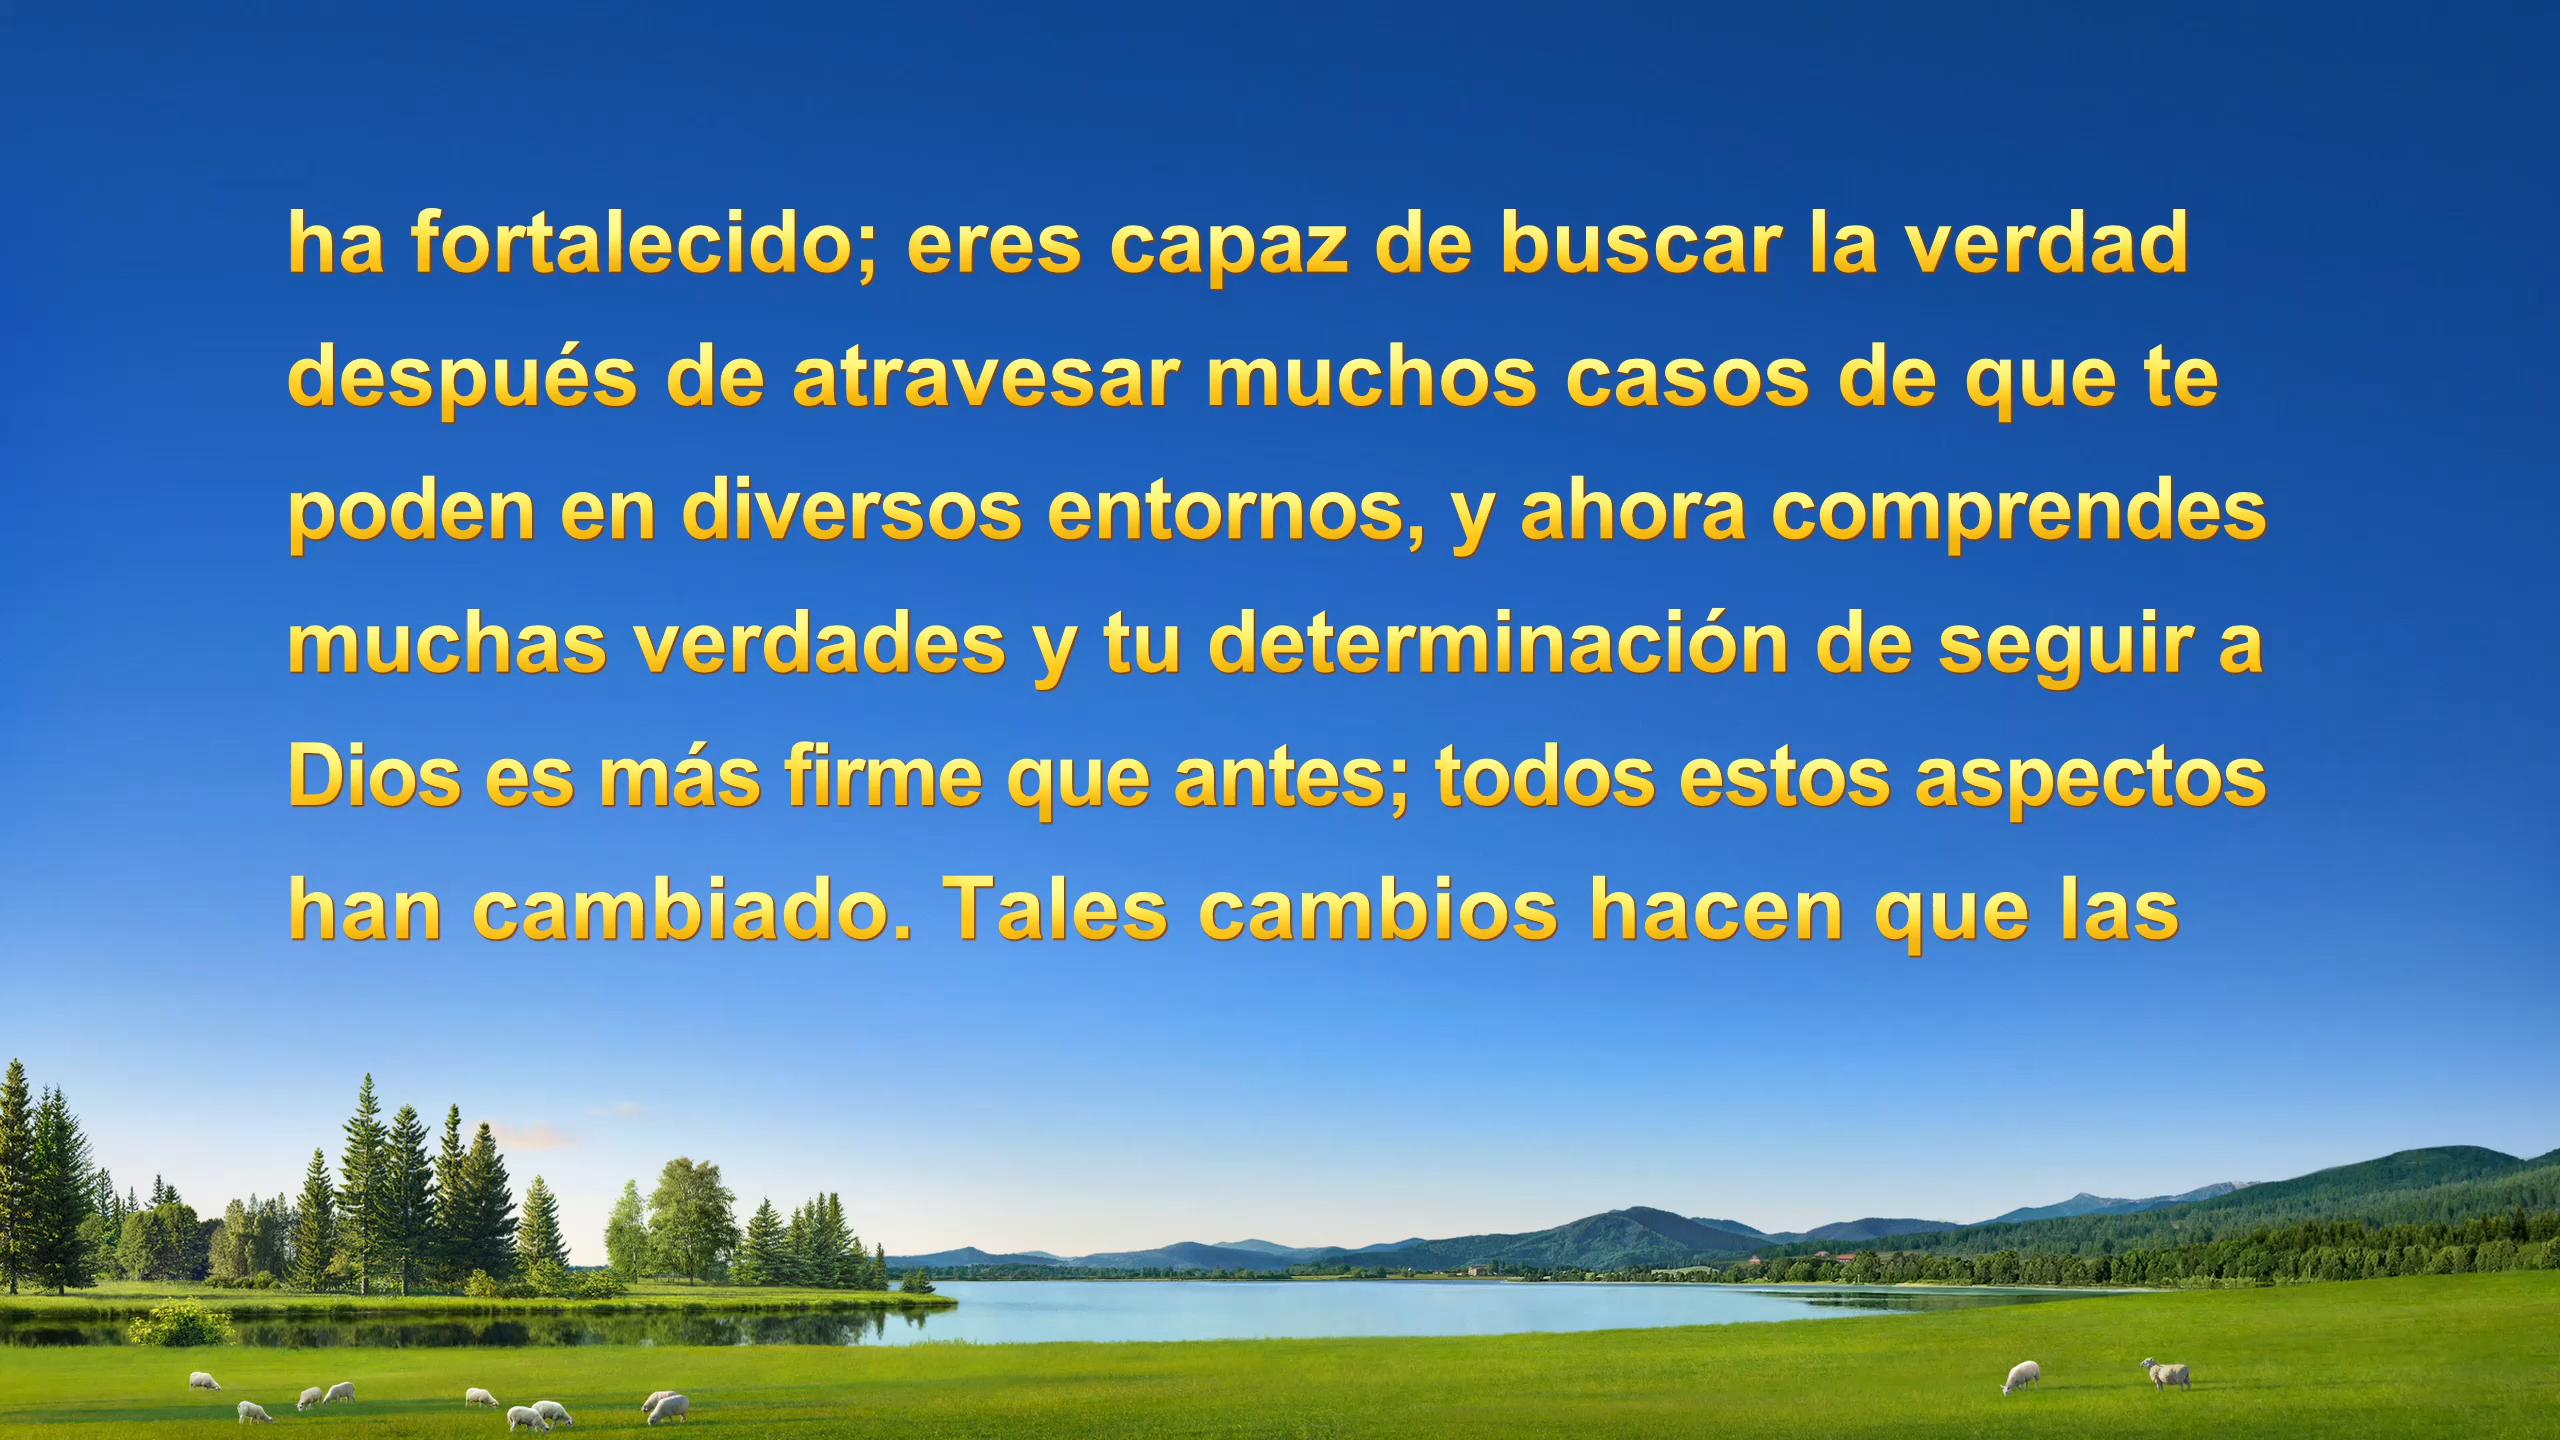 ha fortalecido; eres capaz de buscar la verdad
después de atravesar muchos casos de que te
poden en diversos entornos, y ahora comprendes
muchas verdades y tu determinación de seguir a
Dios es más firme que antes; todos estos aspectos
han cambiado. Tales cambios hacen que las